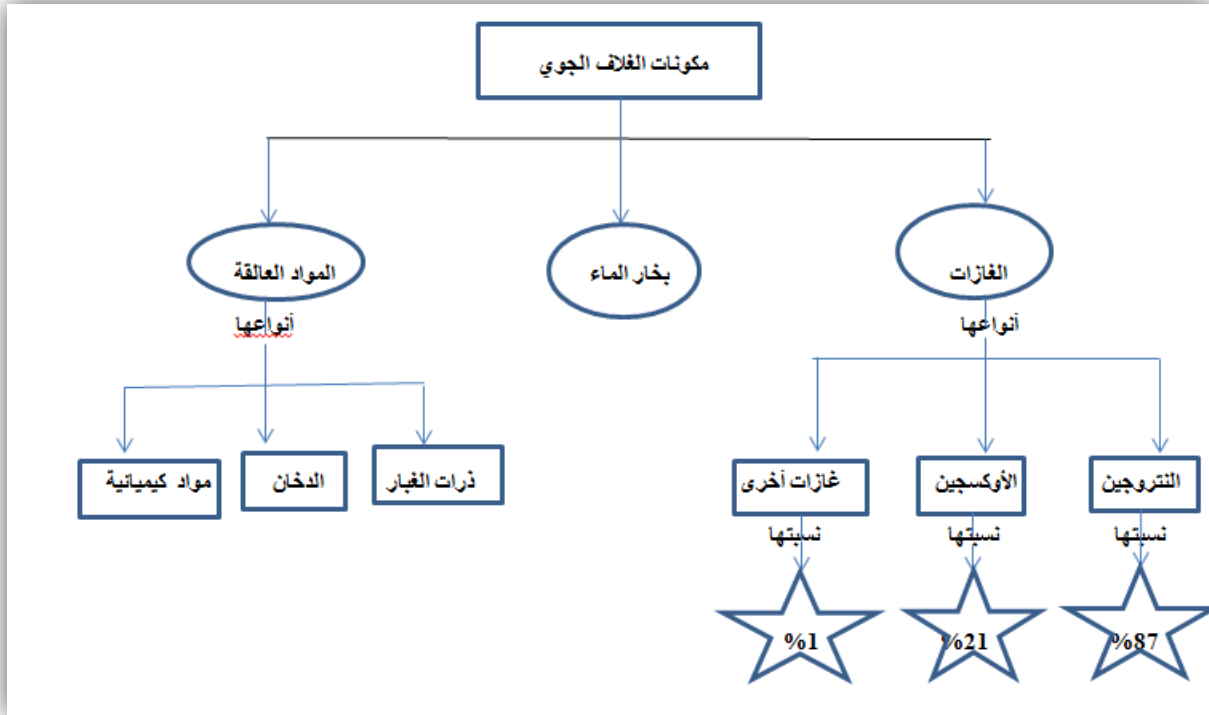 مكونات الغلاف الجوي
الغازات
بخار الماء
المواد العالقة
أنواعها
أنواعها
النتروجين
الأوكسجين
غازات أخرى
ذرات الغبار
الدخان
مواد كيميائية
نسبتها
نسبتها
نسبتها
%87
%21
%1